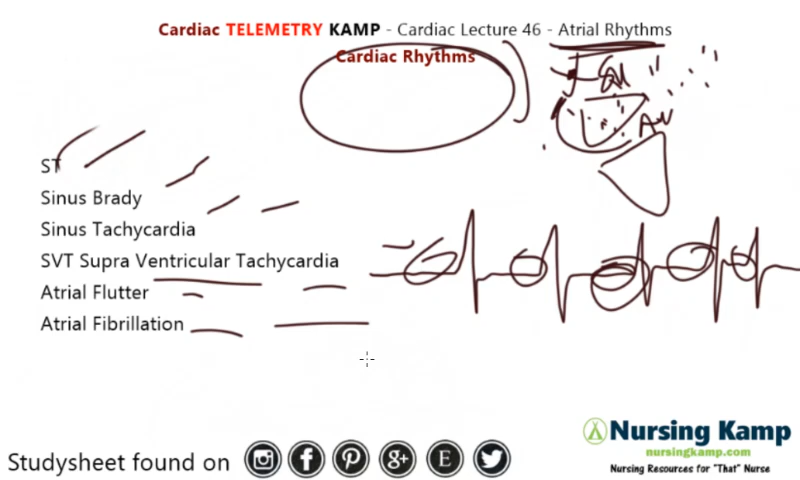 Cardiac TELEMETRY KAMP - Cardiac Lecture 46 - Atrial Rhythms
Cardiac Rhythms
AV
ST
Sinus Brady
Sinus Tachycardia
SVT Supra Ventricular Tachycardia
Atrial Flutter
Atrial Fibrillation
Nursing Kamp
nursingkamp.com
Nursing Resources for "That" Nurse
Studysheet found on